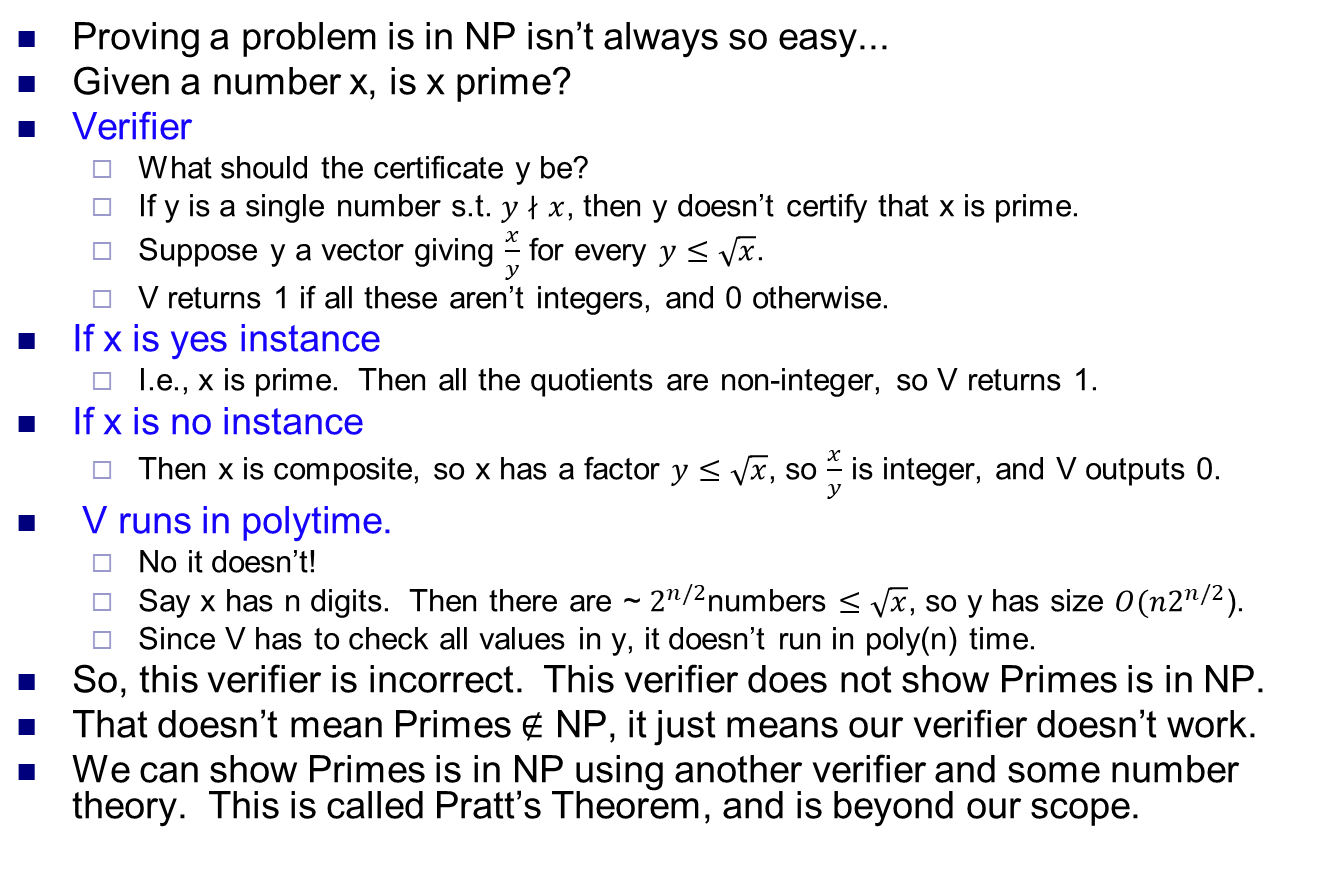 Proving a problem is in NP isn't always so easy...
Given a number x, is x prime?
Verifier
What should the certificate y be?
If y is a single number s.t. y ∤ x, then y doesn't certify that x is prime.
Suppose y a vector giving x/y for every y ≤ √x.
V returns 1 if all these aren't integers, and 0 otherwise.
If x is yes instance
I.e., x is prime. Then all the quotients are non-integer, so V returns 1.
If x is no instance
Then x is composite, so x has a factor y ≤ √x, so x/y is integer, and V outputs 0.
V runs in polytime.
No it doesn't!
Say x has n digits. Then there are ~ 2^{n/2} numbers ≤ √x, so y has size O(n2^{n/2}).
Since V has to check all values in y, it doesn't run in poly(n) time.
So, this verifier is incorrect. This verifier does not show Primes is in NP.
That doesn't mean Primes ∉ NP, it just means our verifier doesn't work.
We can show Primes is in NP using another verifier and some number
theory. This is called Pratt's Theorem, and is beyond our scope.